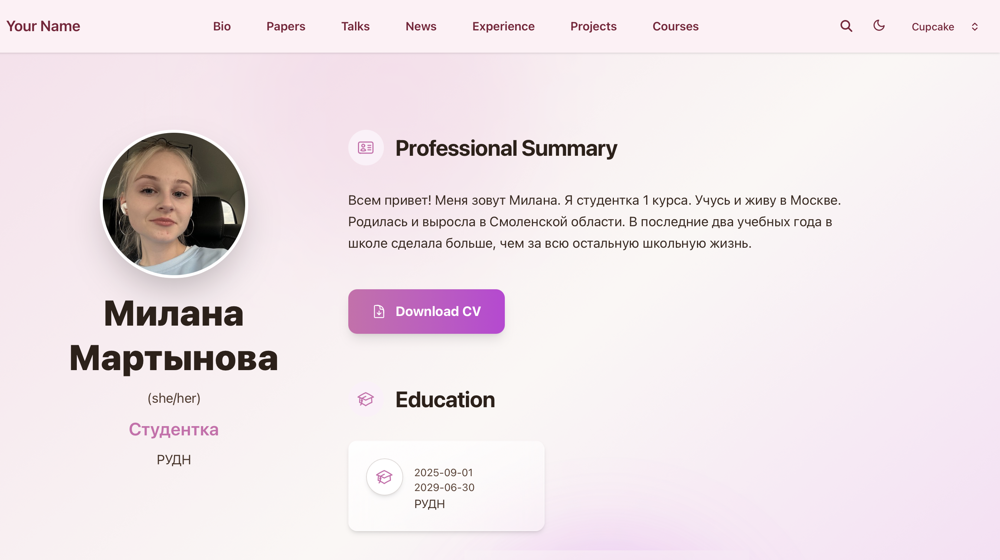 Your Name
Bio
Papers
Talks
News
Experience
Projects
Courses
Cupcake
Милана
Мартынова
(she/her)
Студентка
РУДН
Professional Summary
Всем привет! Меня зовут Милана. Я студентка 1 курса. Учусь и живу в Москве.
Родилась и выросла в Смоленской области. В последние два учебных года в
школе сделала больше, чем за всю остальную школьную жизнь.
Download CV
Education
2025-09-01
2029-06-30
РУДН